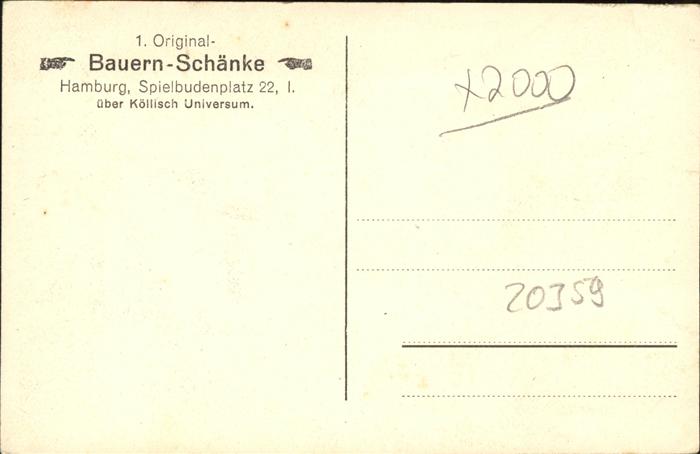 1. Original-
Bauern-Schänke
Hamburg, Spielbudenplatz 22, I.
über Köllisch Universum.
x2000
20359